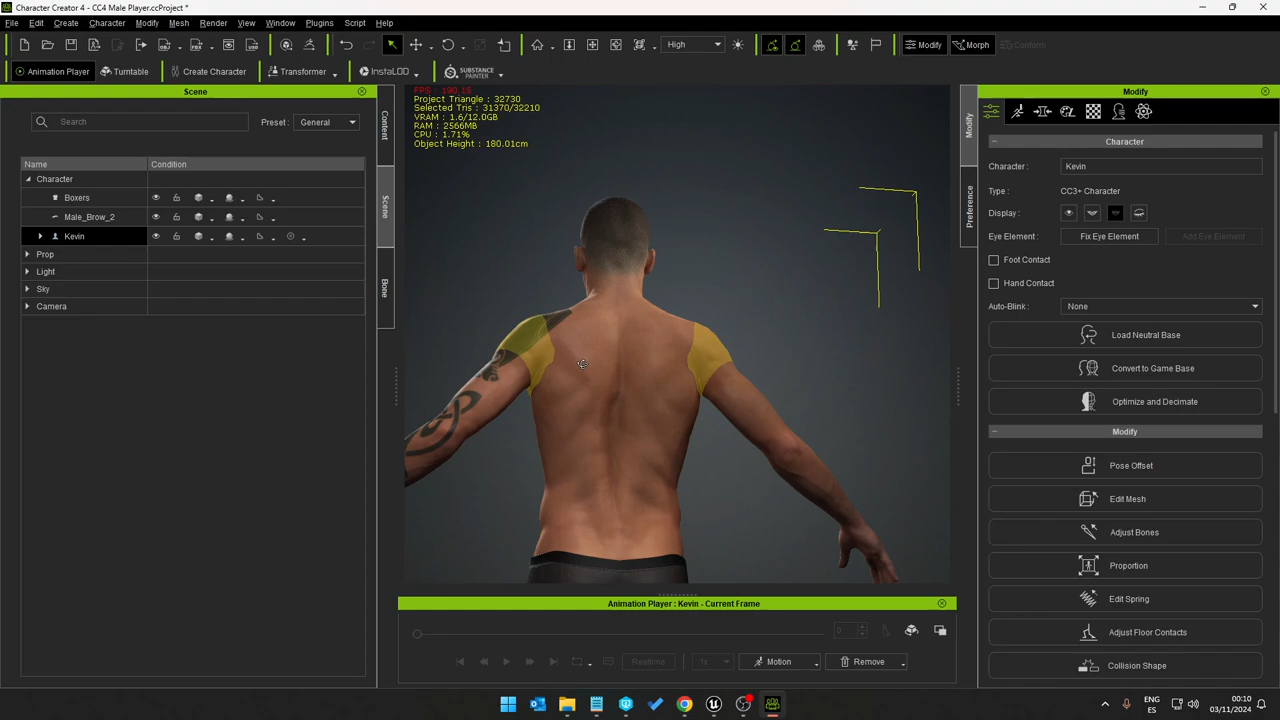 Character Creator 4 - CC4 Male Player.ccProject *
File Edit Create Character Modify Mesh Render View Window Plugins Script Help
High Modify Morph Conform
Animation Player Turntable Create Character Transformer InstaLOD SUBSTANCE PAINTER
Scene
Search Preset : General
Name Condition
Character
Boxers
Male_Brow_2
Kevin
Prop
Light
Sky
Camera
Content
Scene
Bone
FPS : 190.15
Project Triangle : 32730
Selected Tris : 31370/32210
VRAM : 1.6/12.0GB
RAM : 2566MB
CPU : 1.71%
Object Height : 180.01cm
Animation Player : Kevin - Current Frame
0
Realtime 1s Motion Remove
Modify
Preference
Modify
Character
Character : Kevin
Type : CC3+ Character
Display :
Eye Element : Fix Eye Element Add Eye Element
Foot Contact
Hand Contact
Auto-Blink : None
Load Neutral Base
Convert to Game Base
Optimize and Decimate
Modify
Pose Offset
Edit Mesh
Adjust Bones
Proportion
Edit Spring
Adjust Floor Contacts
Collision Shape
ENG
ES
00:10
03/11/2024